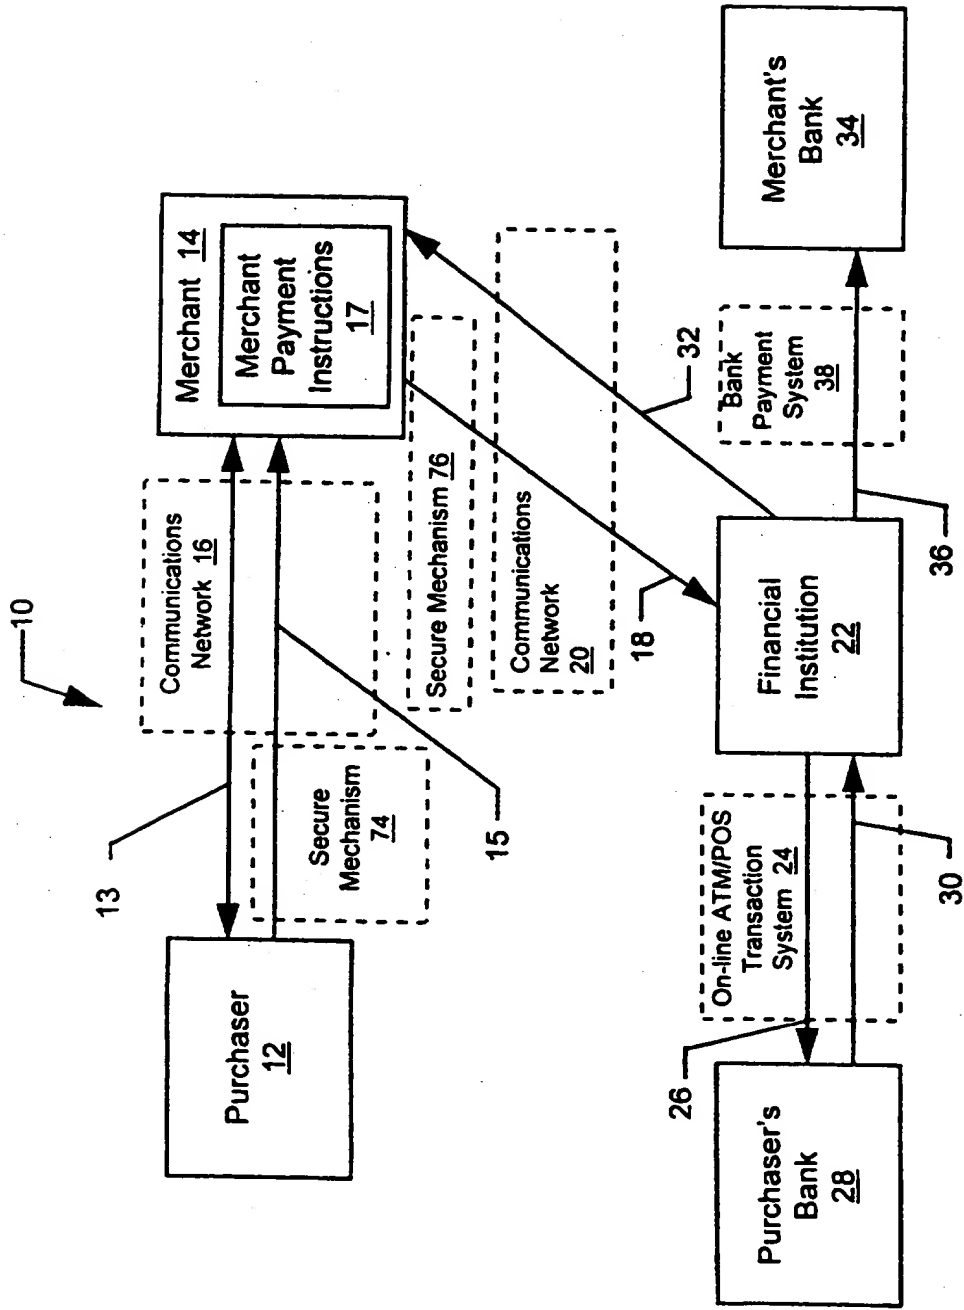 10
13
Communications
Network 16
Merchant 14
Merchant
Payment
Instructions
17
Purchaser
12
Secure
Mechanism
74
15
Secure Mechanism 76
Communications
Network
20
18
32
26
On-line ATM/POS
Transaction
System 24
30
Purchaser's
Bank
28
Financial
Institution
22
36
Bank
Payment
System
38
Merchant's
Bank
34